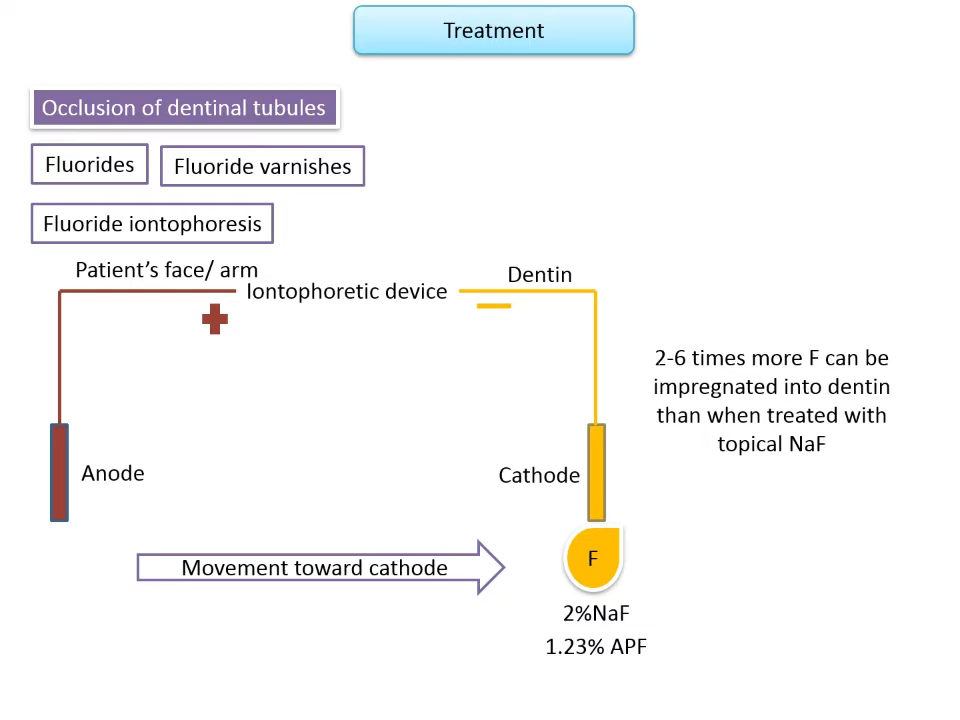 Treatment
Occlusion of dentinal tubules
Fluorides
Fluoride varnishes
Fluoride iontophoresis
Patient’s face/ arm
Iontophoretic device
Dentin
2-6 times more F can be
impregnated into dentin
than when treated with
topical NaF
Anode
Cathode
Movement toward cathode
F
2%NaF
1.23% APF